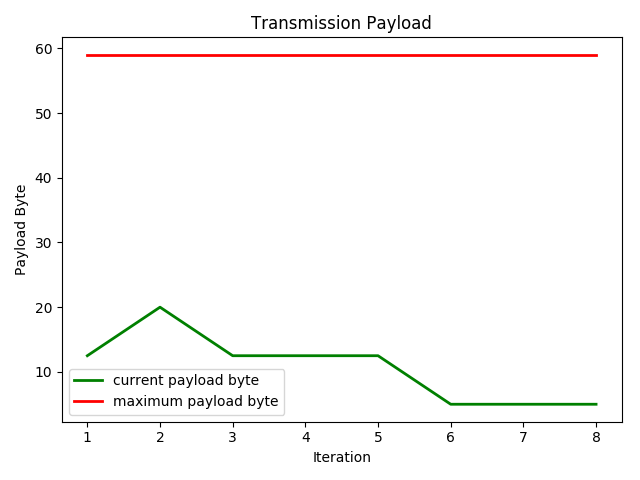 Transmission Payload
60
50
40
30
20
10
Payload Byte
current payload byte
maximum payload byte
1 2 3 4 5 6 7 8
Iteration